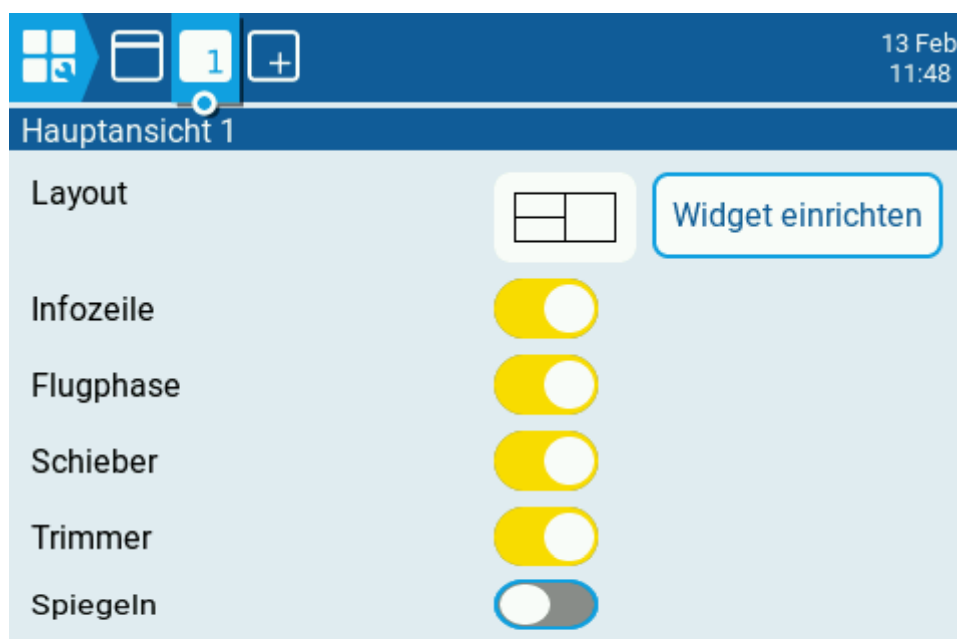 1
+
13 Feb
11:48
Hauptansicht 1
Layout
Widget einrichten
Infozeile
Flugphase
Schieber
Trimmer
Spiegeln